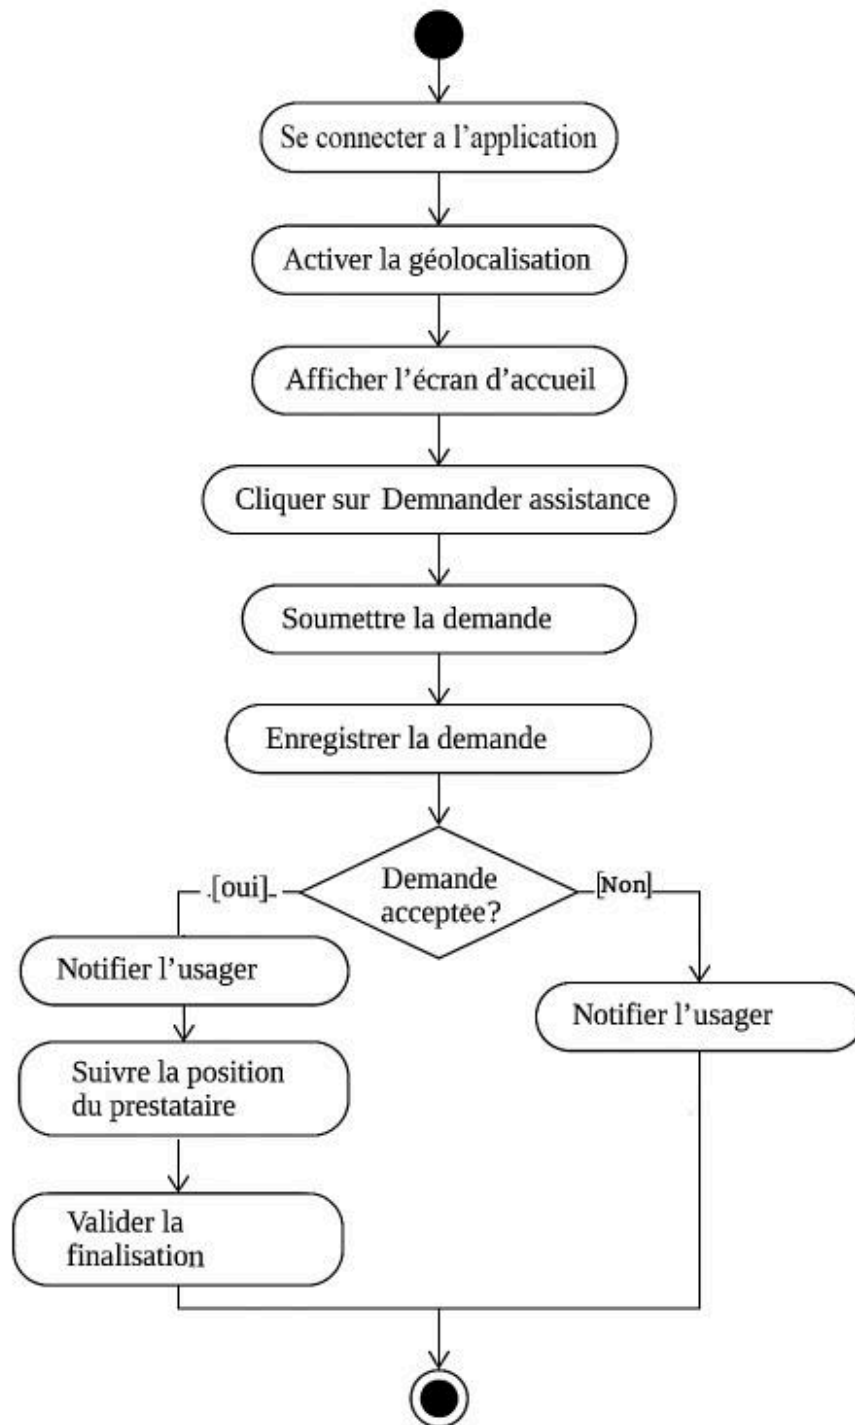 Se connecter a l'application
Activer la géolocalisation
Afficher l'écran d'accueil
Cliquer sur Demnander assistance
Soumettre la demande
Enregistrer la demande
Demande
acceptée?
[oui]
[Non]
Notifier l'usager
Notifier l'usager
Suivre la position
du prestataire
Valider la
finalisation